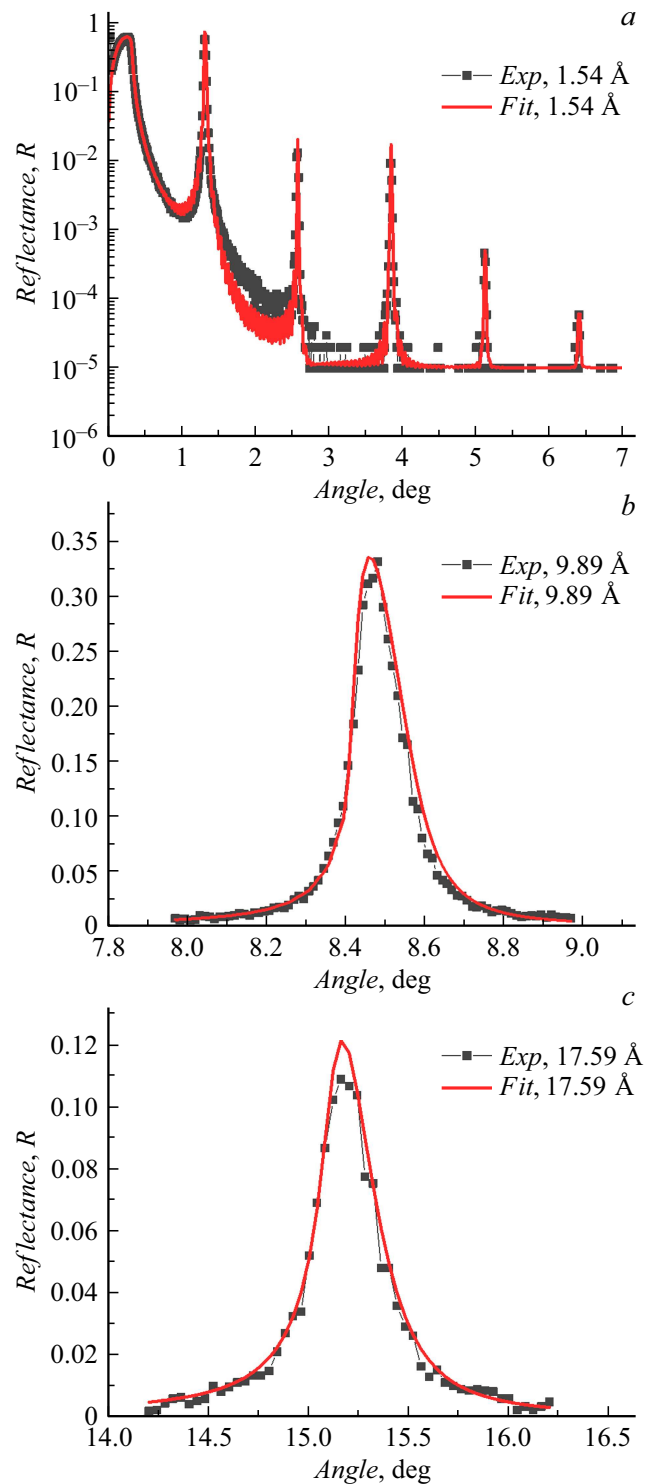 a
1
10⁻¹
10⁻²
10⁻³
10⁻⁴
10⁻⁵
10⁻⁶
Reflectance, R
Exp, 1.54 Å
Fit, 1.54 Å
0 1 2 3 4 5 6 7
Angle, deg
b
0.35
0.30
0.25
0.20
0.15
0.10
0.05
0
Reflectance, R
Exp, 9.89 Å
Fit, 9.89 Å
7.8 8.0 8.2 8.4 8.6 8.8 9.0
Angle, deg
c
0.12
0.10
0.08
0.06
0.04
0.02
0
Reflectance, R
Exp, 17.59 Å
Fit, 17.59 Å
14.0 14.5 15.0 15.5 16.0 16.5
Angle, deg